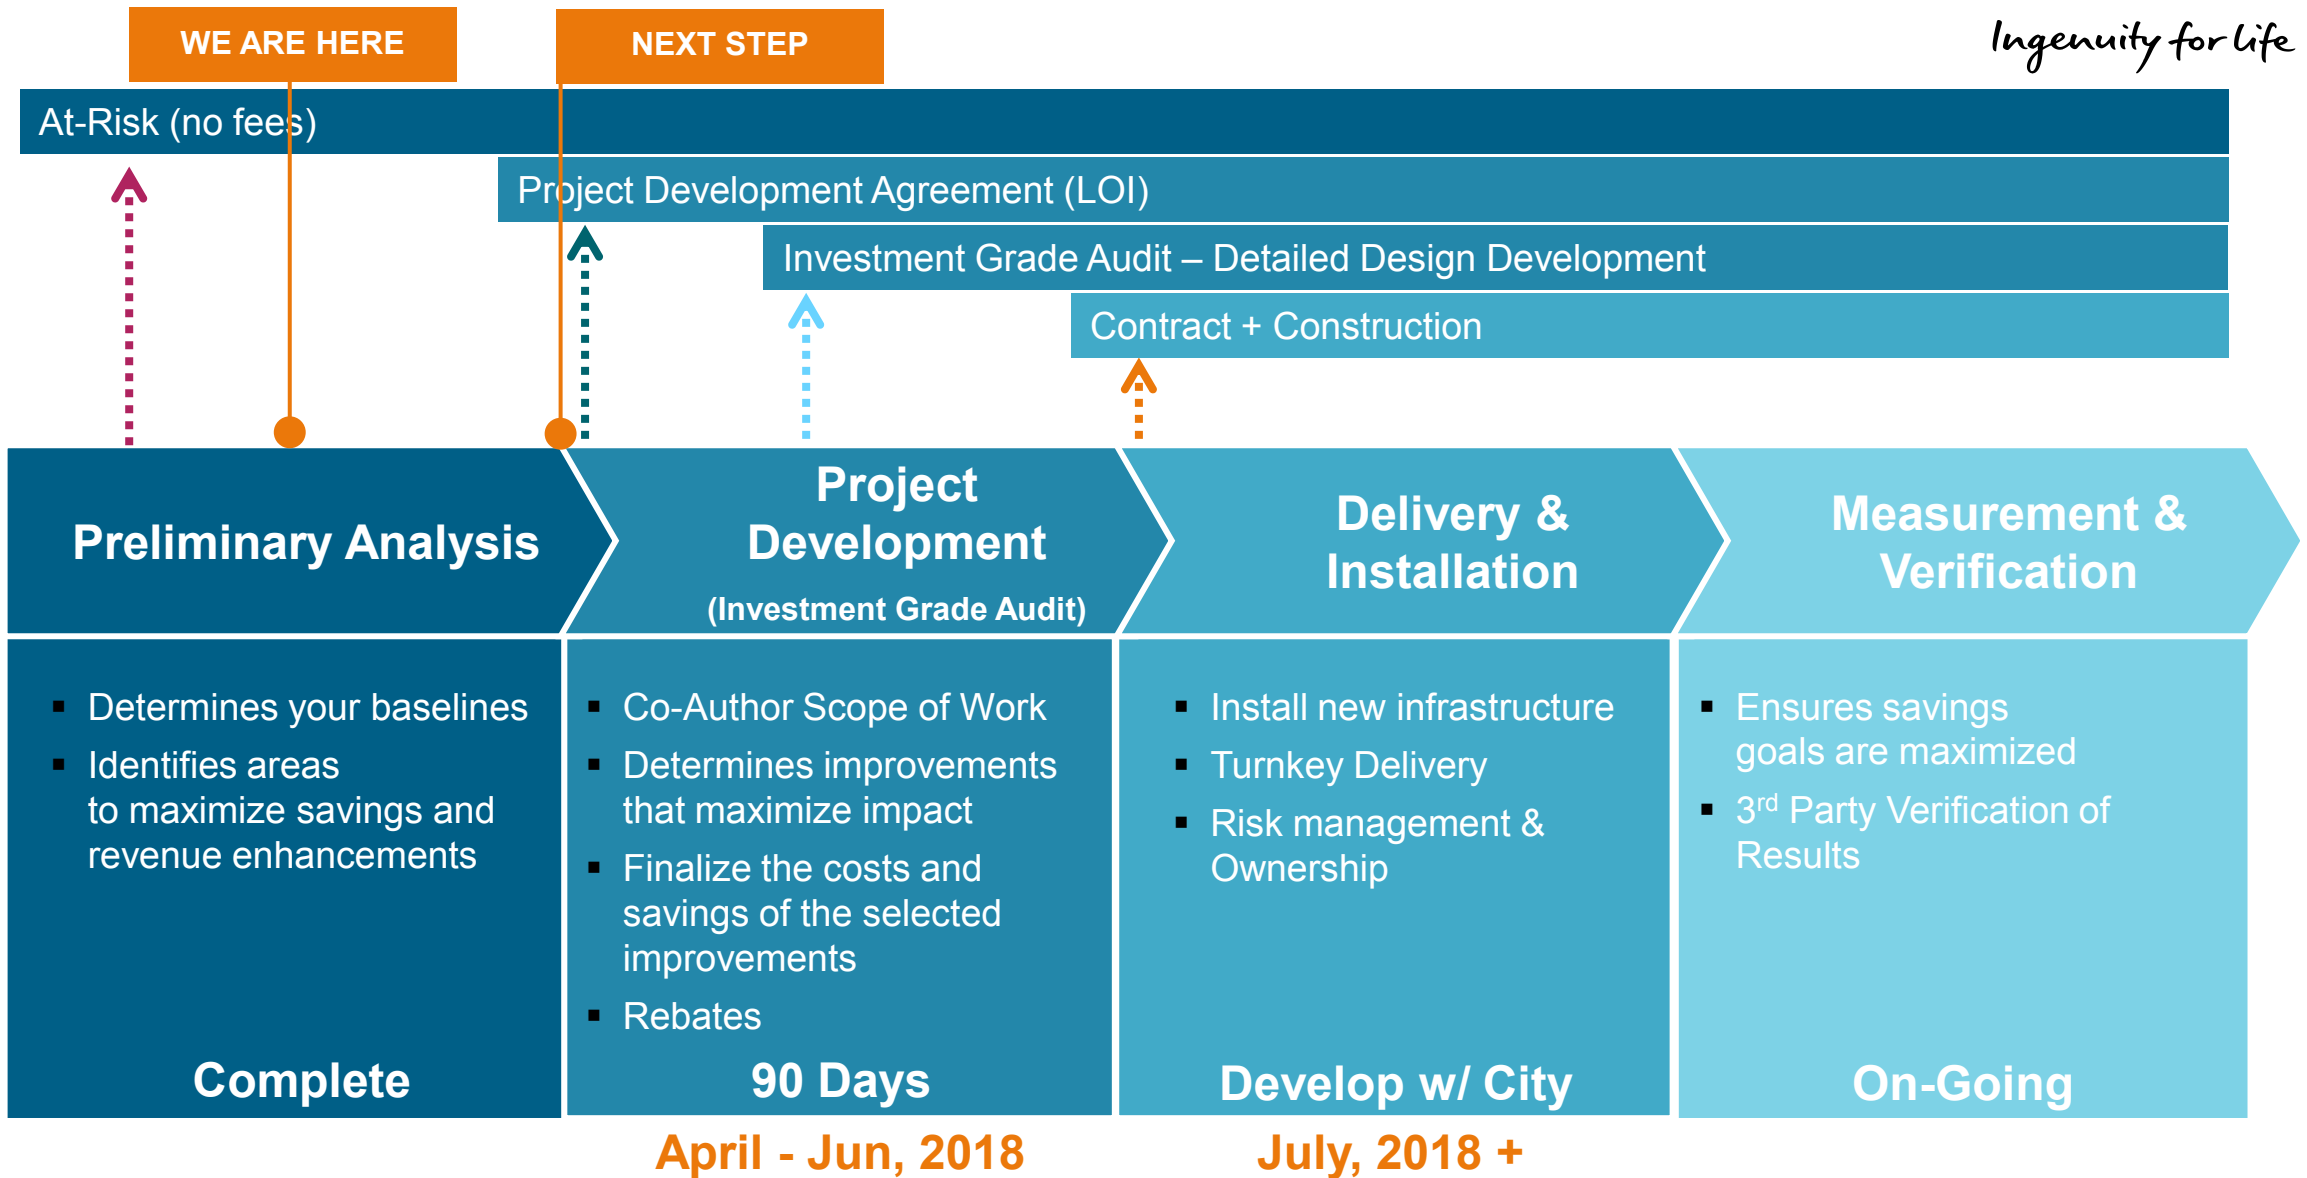 WE ARE HERE
NEXT STEP
Ingenuity for life
At-Risk (no fees)
Project Development Agreement (LOI)
Investment Grade Audit – Detailed Design Development
Contract + Construction
Preliminary Analysis
Project
Development
(Investment Grade Audit)
Delivery &
Installation
Measurement &
Verification
▪ Determines your baselines
▪ Identifies areas
to maximize savings and
revenue enhancements
Complete
▪ Co-Author Scope of Work
▪ Determines improvements
that maximize impact
▪ Finalize the costs and
savings of the selected
improvements
▪ Rebates
90 Days
April - Jun, 2018
▪ Install new infrastructure
▪ Turnkey Delivery
▪ Risk management &
Ownership
Develop w/ City
July, 2018 +
▪ Ensures savings
goals are maximized
▪ 3rd Party Verification of
Results
On-Going